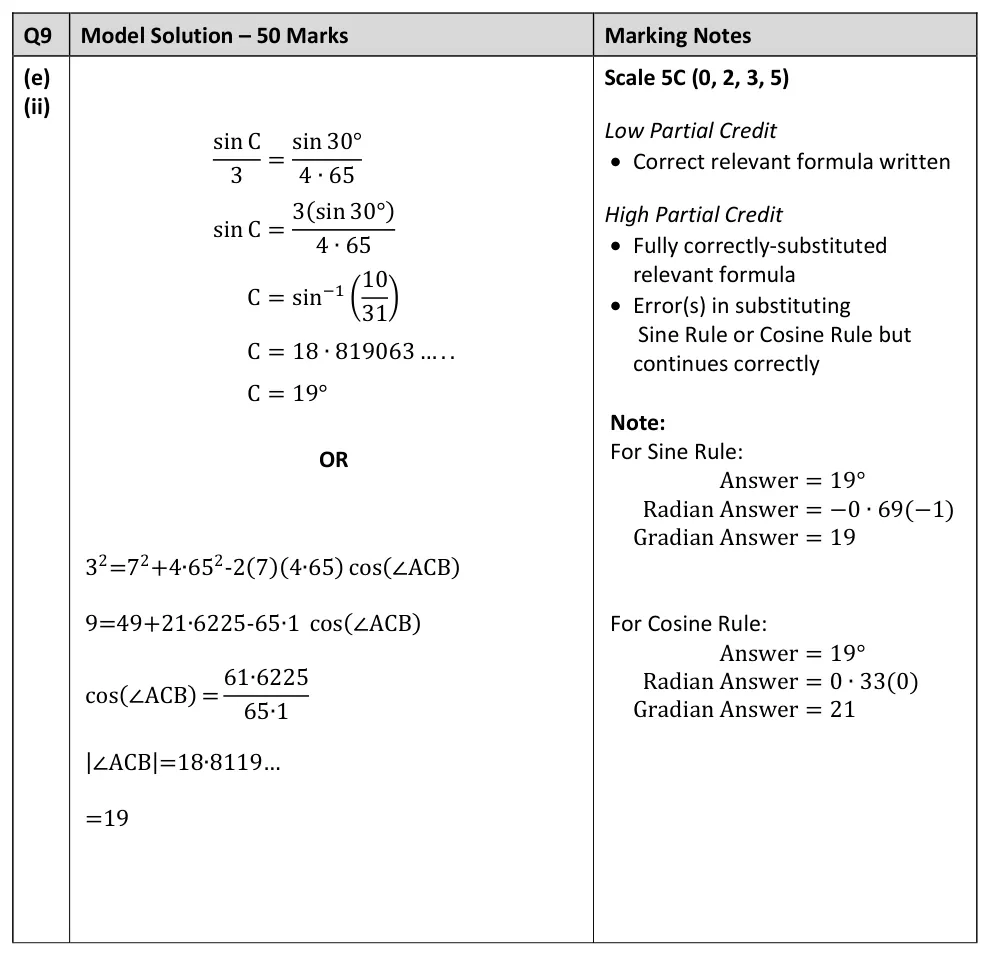 Q9 Model Solution – 50 Marks Marking Notes
(e)
(ii)
sin C / 3 = sin 30° / 4 · 65
sin C = 3(sin 30°) / 4 · 65
C = sin⁻¹ (10/31)
C = 18 · 819063 …..
C = 19°
OR
3²=7²+4·65²-2(7)(4·65) cos(∠ACB)
9=49+21·6225-65·1 cos(∠ACB)
cos(∠ACB) = 61·6225 / 65·1
|∠ACB|=18·8119…
=19
Scale 5C (0, 2, 3, 5)
Low Partial Credit
• Correct relevant formula written
High Partial Credit
• Fully correctly-substituted
relevant formula
• Error(s) in substituting
Sine Rule or Cosine Rule but
continues correctly
Note:
For Sine Rule:
Answer = 19°
Radian Answer = −0 · 69(−1)
Gradian Answer = 19
For Cosine Rule:
Answer = 19°
Radian Answer = 0 · 33(0)
Gradian Answer = 21